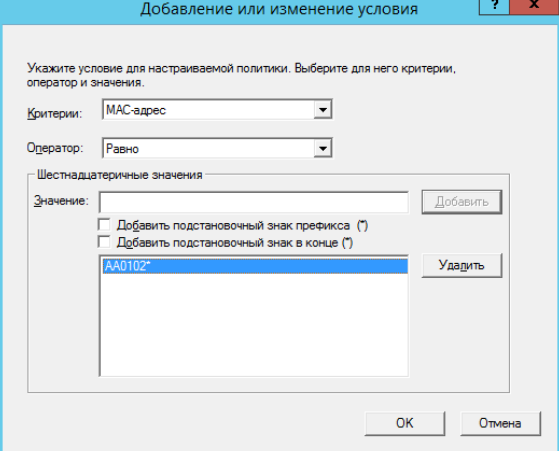 Добавление или изменение условия
? x
Укажите условие для настраиваемой политики. Выберите для него критерии,
оператор и значения.
Критерии: МАС-адрес
Оператор: Равно
Шестнадцатеричные значения
Значение: Добавить
Добавить подстановочный знак префикса (*)
Добавить подстановочный знак в конце (*)
AA0102* Удалить
ОК Отмена